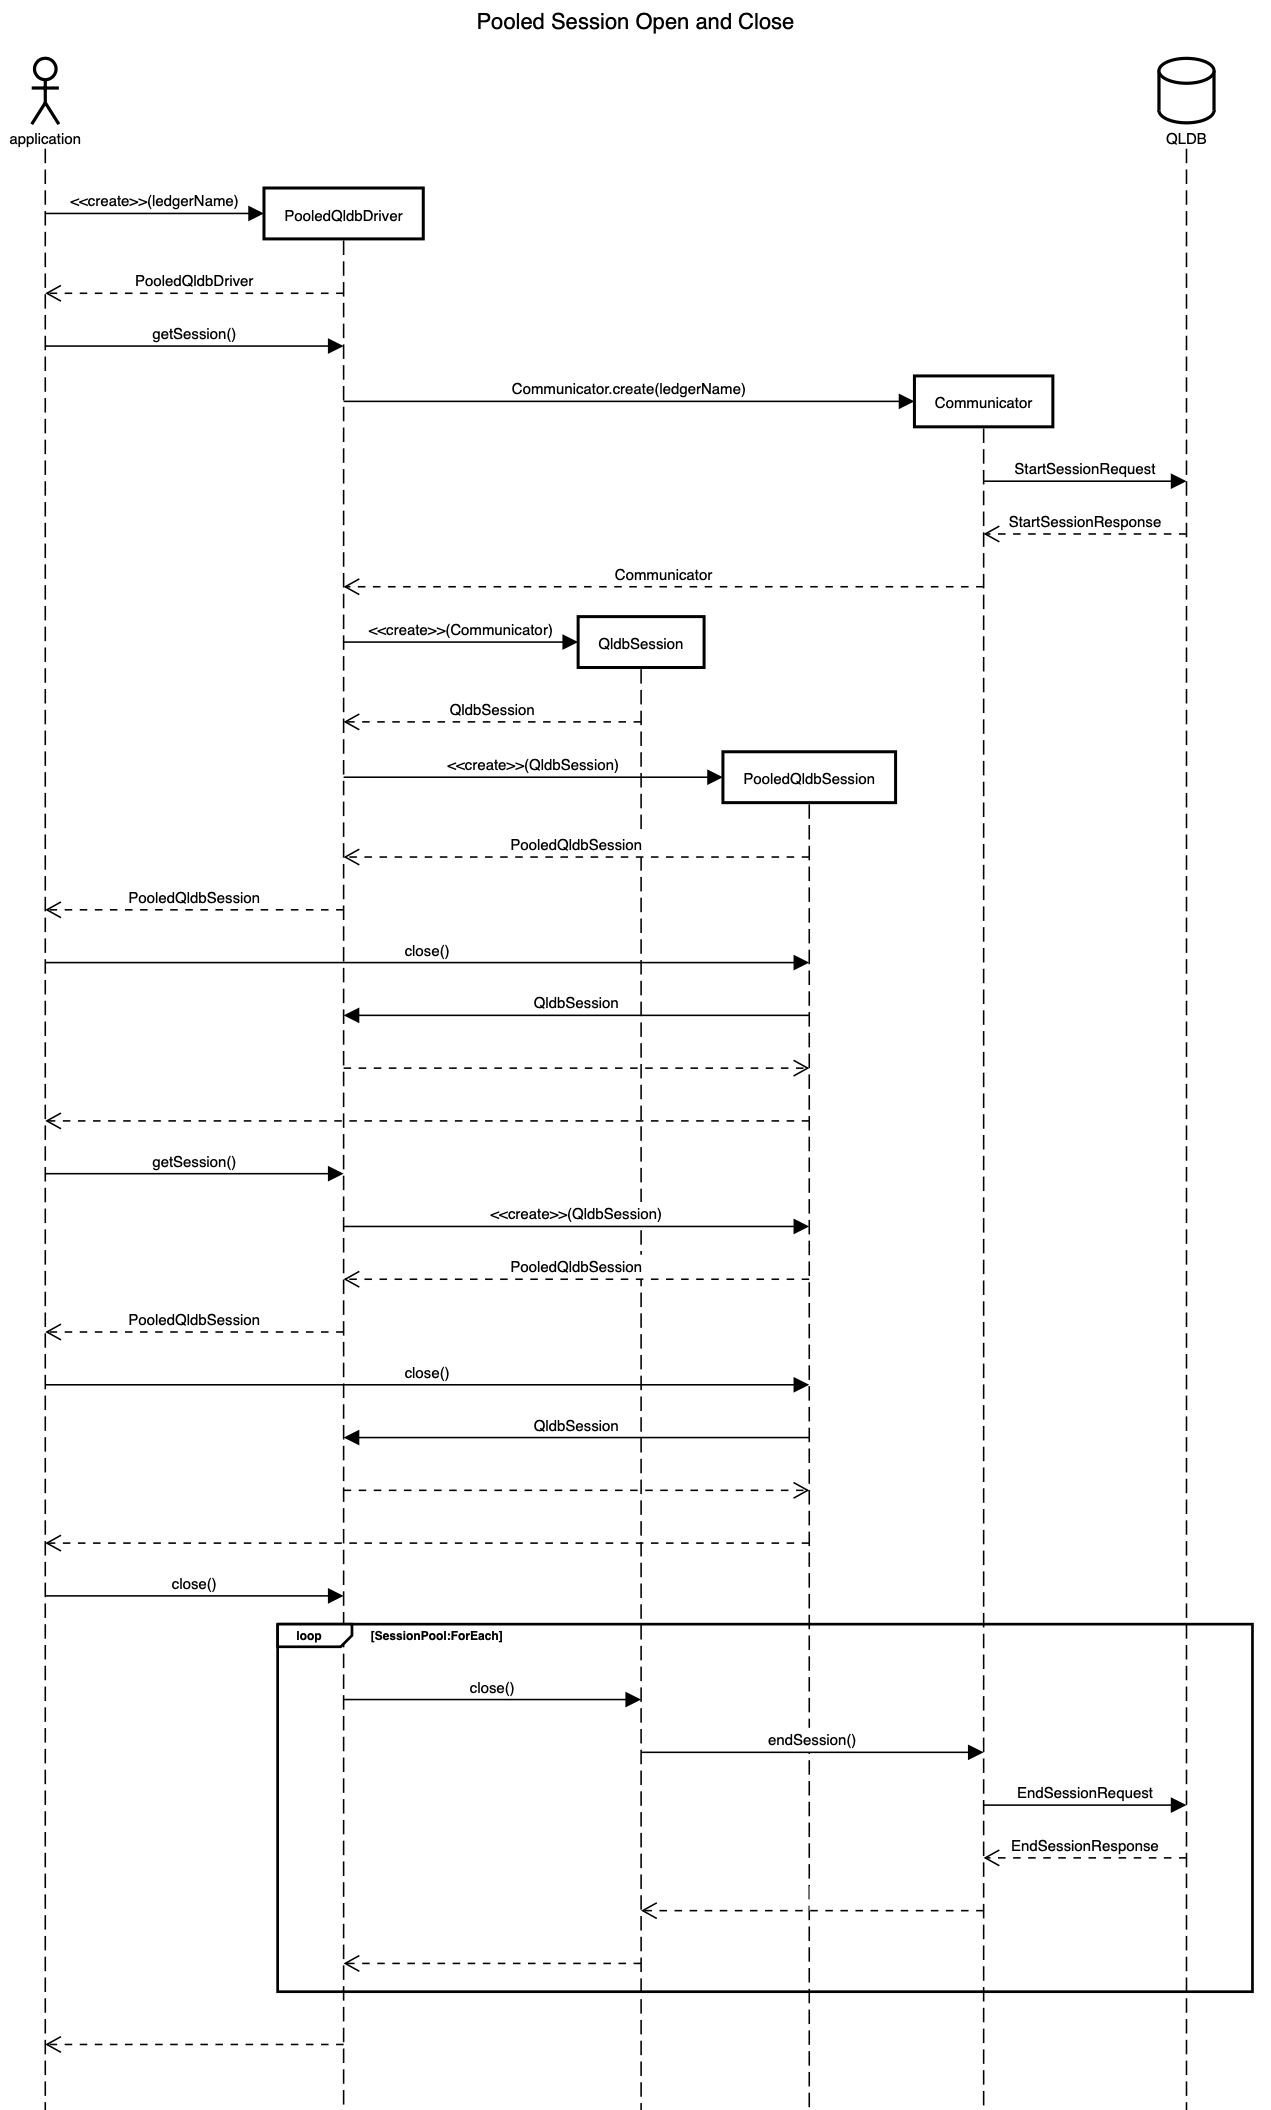 Pooled Session Open and Close
application
QLDB
<<create>>(ledgerName)
PooledQldbDriver
PooledQldbDriver
getSession()
Communicator.create(ledgerName)
Communicator
StartSessionRequest
StartSessionResponse
Communicator
<<create>>(Communicator)
QldbSession
QldbSession
<<create>>(QldbSession)
PooledQldbSession
PooledQldbSession
PooledQldbSession
close()
QldbSession
getSession()
<<create>>(QldbSession)
PooledQldbSession
PooledQldbSession
close()
QldbSession
close()
loop
[SessionPool:ForEach]
close()
endSession()
EndSessionRequest
EndSessionResponse